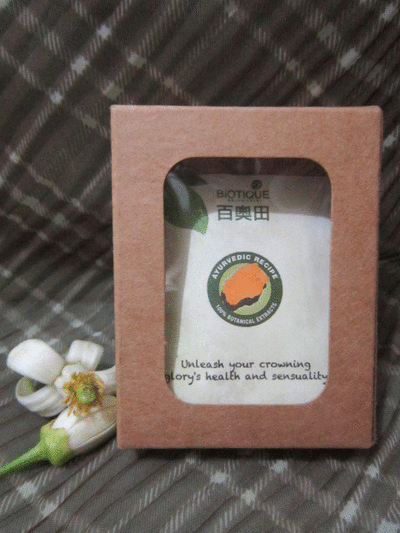 BiOTIQUE
百奥田
AYURVEDIC RECIPE
100% BOTANICAL EXTRACTS
Unleash your crowning
glory's health and sensuality